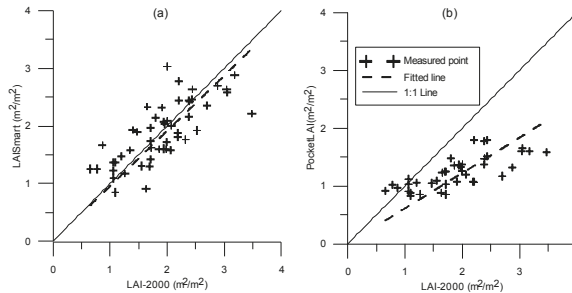 (a)
4
3
2
1
0
LAISmart (m²/m²)
0
1
2
3
4
LAI-2000 (m²/m²)
(b)
4
3
2
1
0
PocketLAI(m²/m²)
Measured point
Fitted line
1:1 Line
0
1
2
3
4
LAI-2000 (m²/m²)